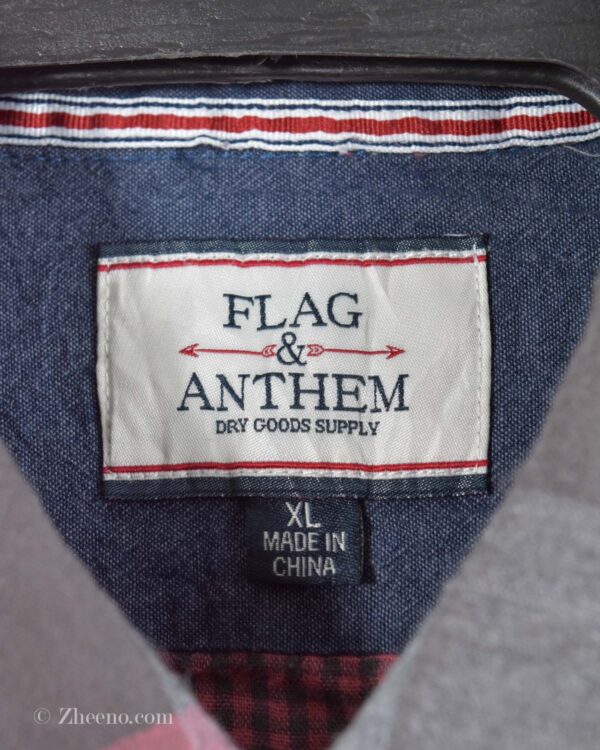 FLAG
&
ANTHEM
DRY GOODS SUPPLY
XL
MADE IN
CHINA
© Zheeno.com